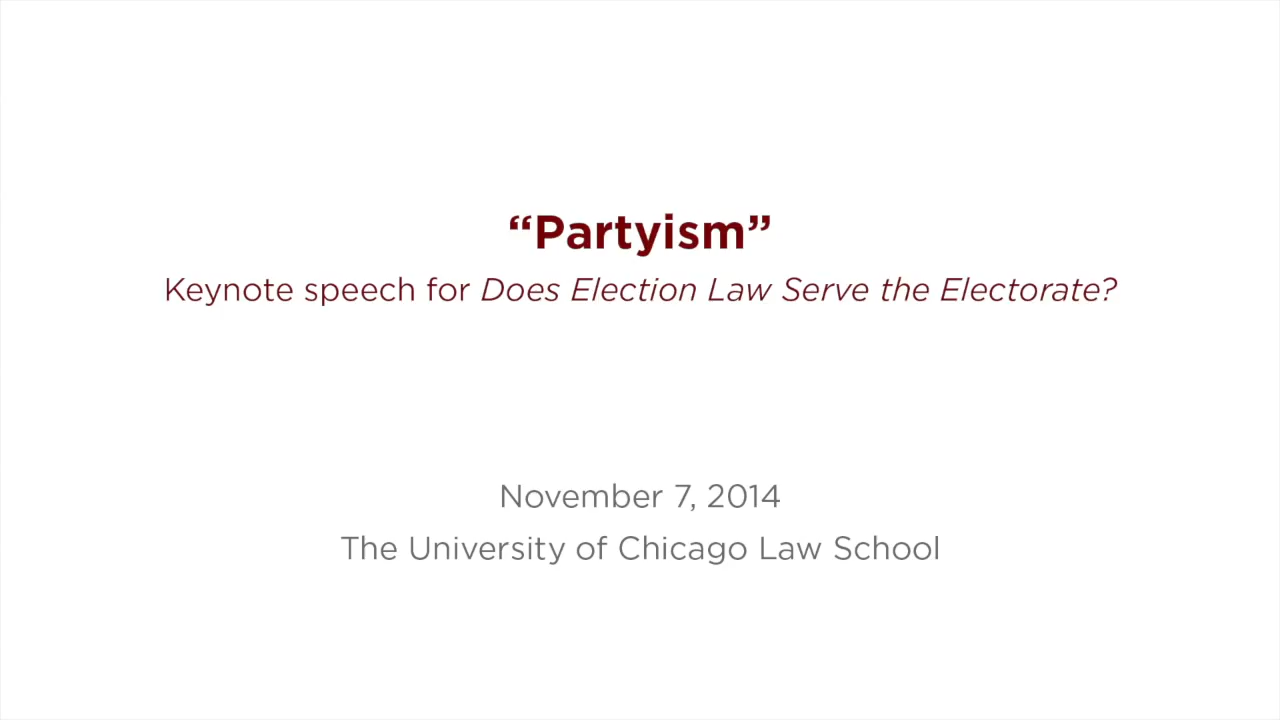 “Partyism”
Keynote speech for Does Election Law Serve the Electorate?
November 7, 2014
The University of Chicago Law School